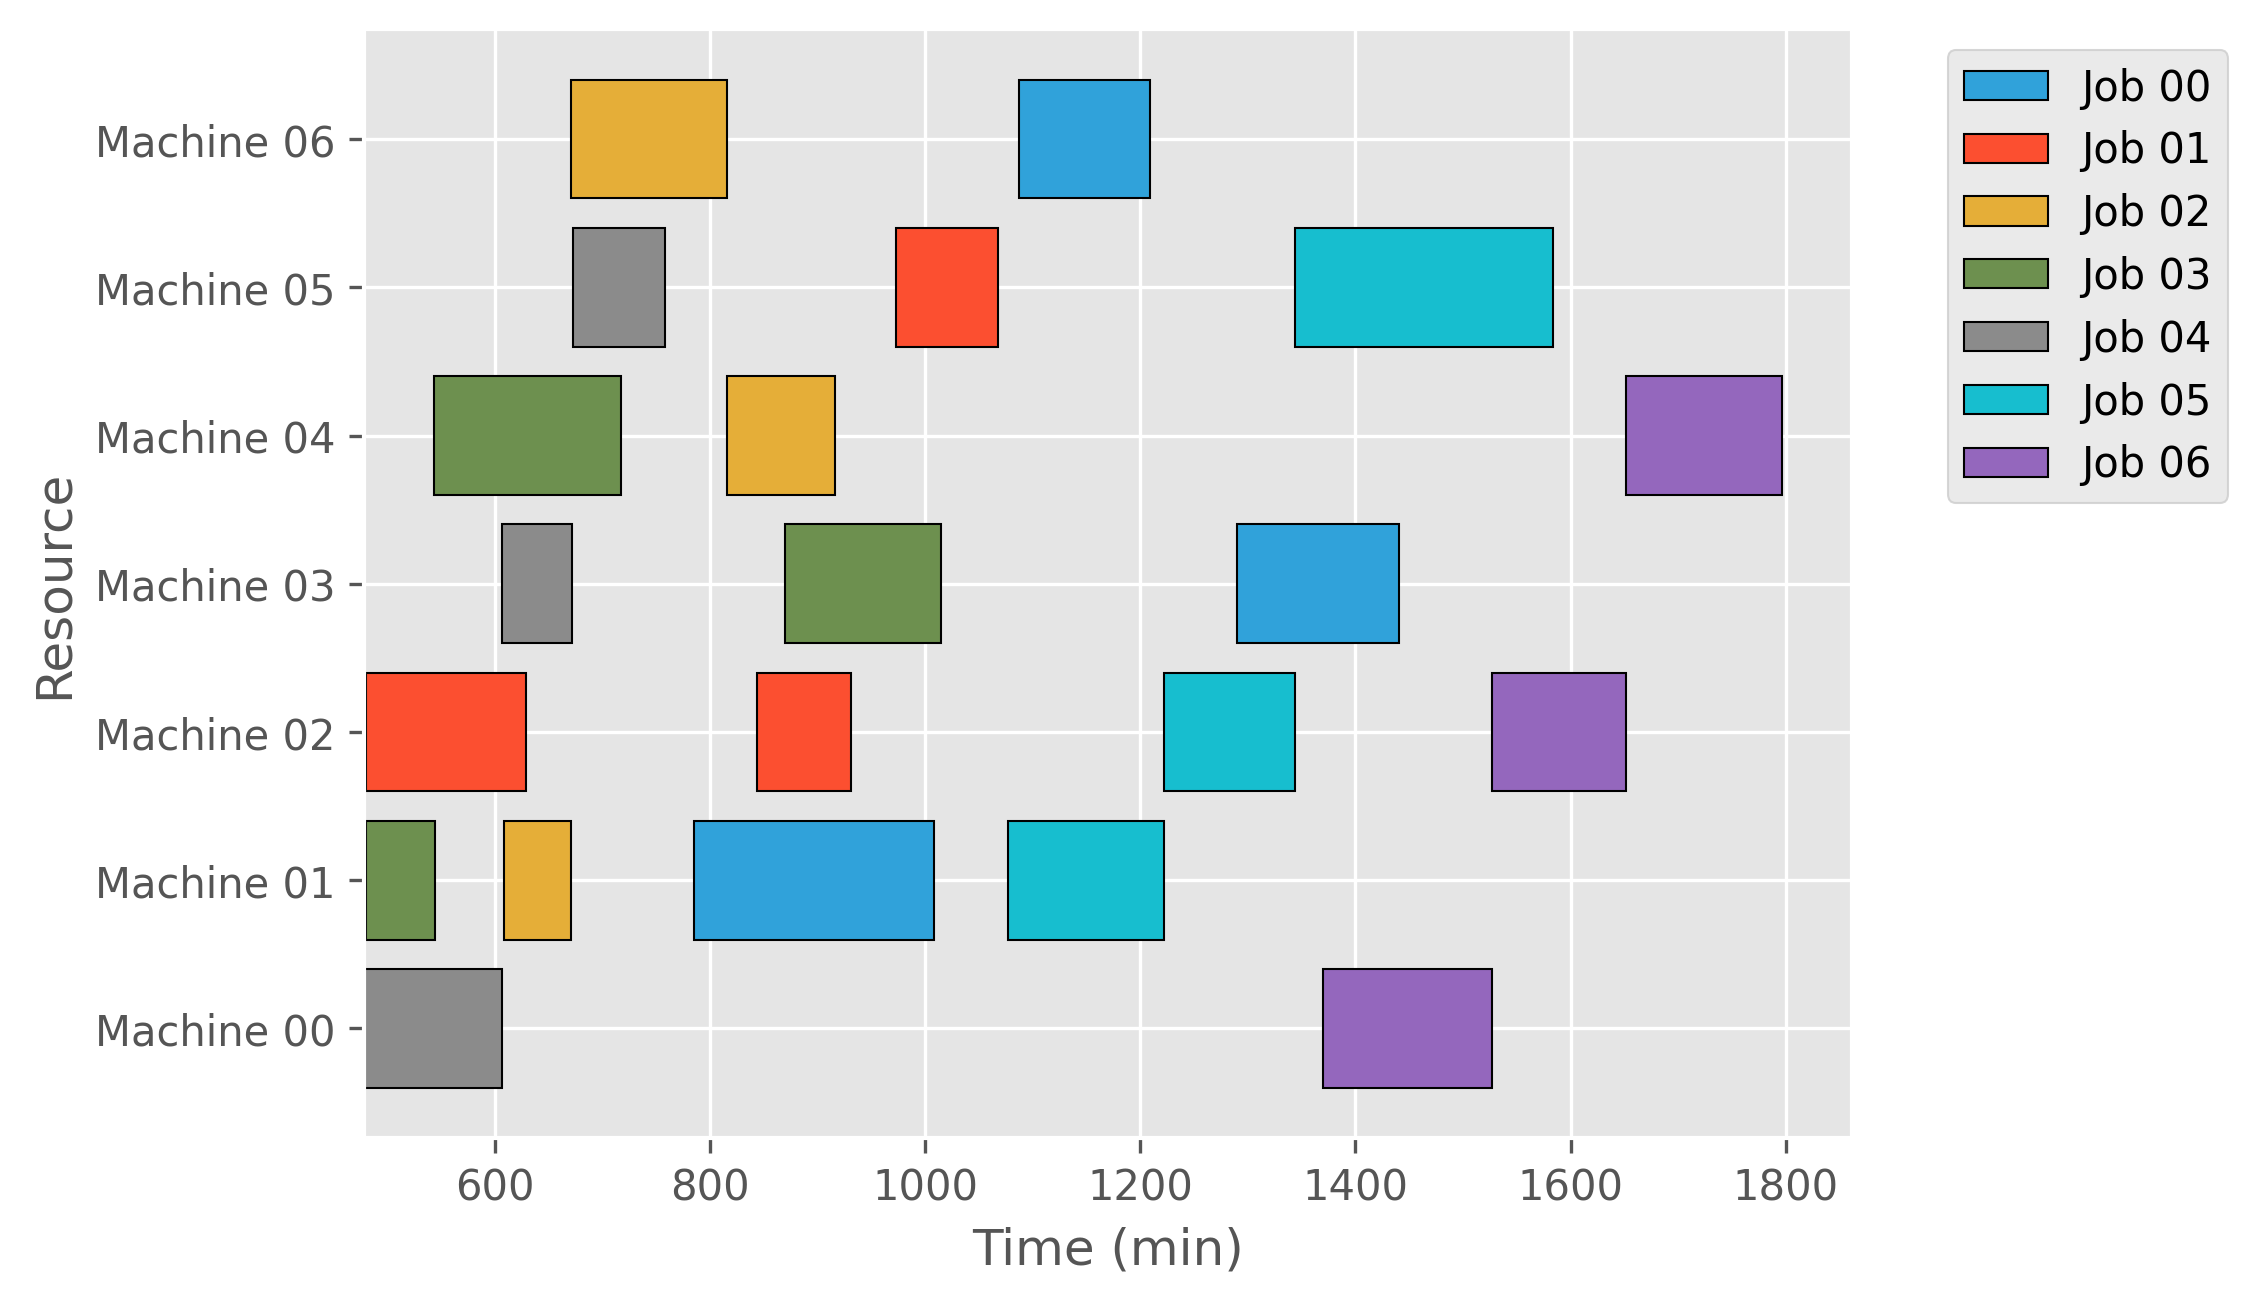 Machine 06
Machine 05
Machine 04
Machine 03
Machine 02
Machine 01
Machine 00
Resource
600 800 1000 1200 1400 1600 1800
Time (min)
Job 00
Job 01
Job 02
Job 03
Job 04
Job 05
Job 06